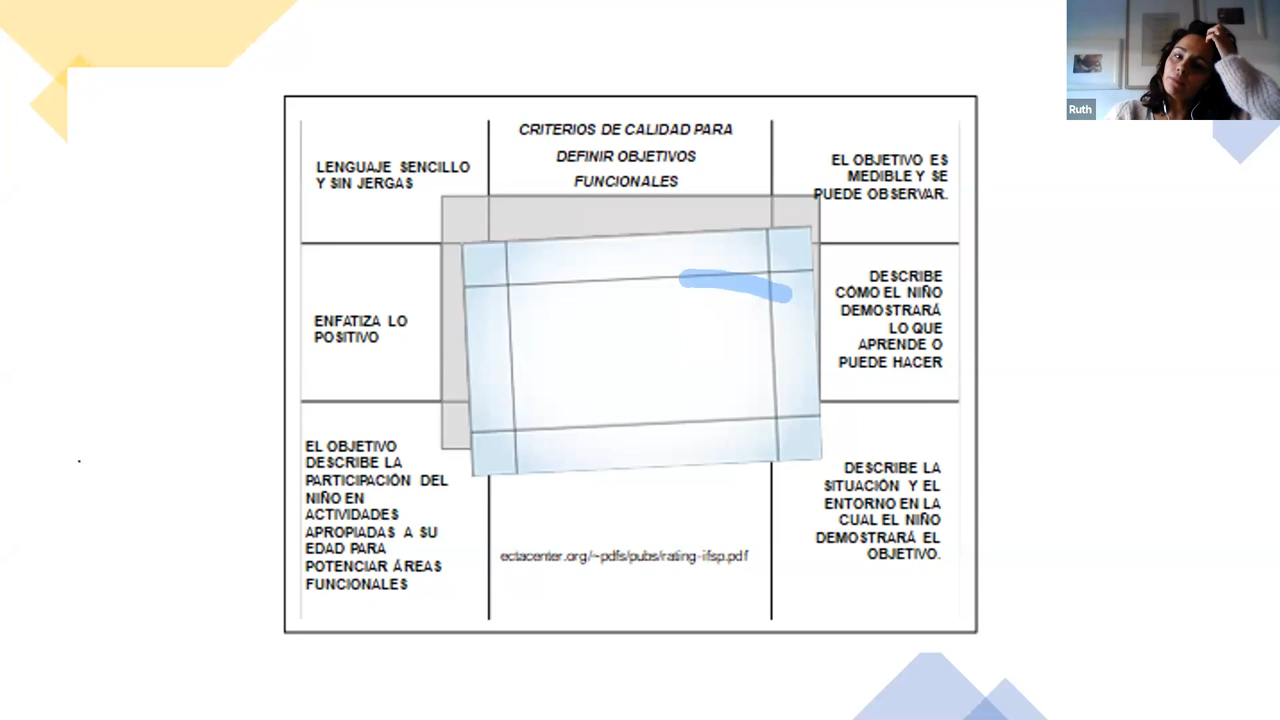 CRITERIOS DE CALIDAD PARA
DEFINIR OBJETIVOS
FUNCIONALES
LENGUAJE SENCILLO
Y SIN JERGAS
EL OBJETIVO ES
MEDIBLE Y SE
PUEDE OBSERVAR.
ENFATIZA LO
POSITIVO
DESCRIBE
CÓMO EL NIÑO
DEMOSTRARÁ
LO QUE
APRENDE O
PUEDE HACER
EL OBJETIVO
DESCRIBE LA
PARTICIPACIÓN DEL
NIÑO EN
ACTIVIDADES
APROPIADAS A SU
EDAD PARA
POTENCIAR ÁREAS
FUNCIONALES
DESCRIBE LA
SITUACIÓN Y EL
ENTORNO EN LA
CUAL EL NIÑO
DEMOSTRARÁ EL
OBJETIVO.
ectacenter.org/~pdfs/pubs/rating-ifsp.pdf
Ruth